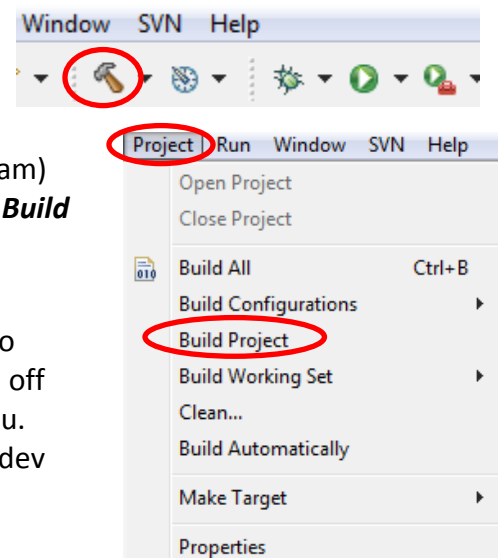 Window SVN Help
Project Run Window SVN Help
am)
Build
o
off
u.
dev
Open Project
Close Project
010
Build All Ctrl+B
Build Configurations
Build Project
Build Working Set
Clean...
Build Automatically
Make Target
Properties